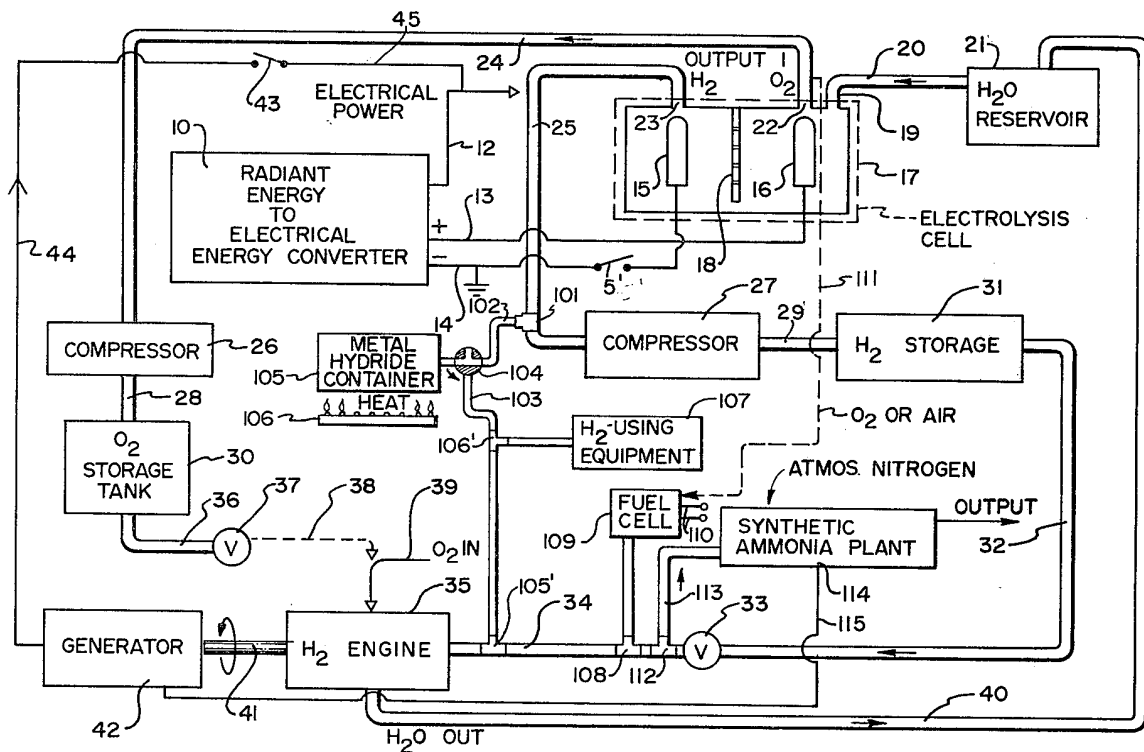 45
24
20
21
OUTPUT I
H2 O2
43
ELECTRICAL
POWER
H2O
RESERVOIR
10
12
25
23
22
19
RADIANT
ENERGY
TO
ELECTRICAL
ENERGY CONVERTER
15
16
17
13
+
−
18
ELECTROLYSIS
CELL
44
5'
14
102
101
27
111
31
COMPRESSOR
26
METAL
HYDRIDE
CONTAINER
105
104
COMPRESSOR
29
H2 STORAGE
28
HEAT
106
103
107
O2 OR AIR
O2
STORAGE
TANK
30
106'
H2-USING
EQUIPMENT
ATMOS. NITROGEN
37
38
39
36
V
FUEL
CELL
109
110
SYNTHETIC
AMMONIA PLANT
OUTPUT
32
O2 IN
35
105'
34
113
33
114
115
GENERATOR
H2 ENGINE
V
42
41
108
112
40
H2O OUT